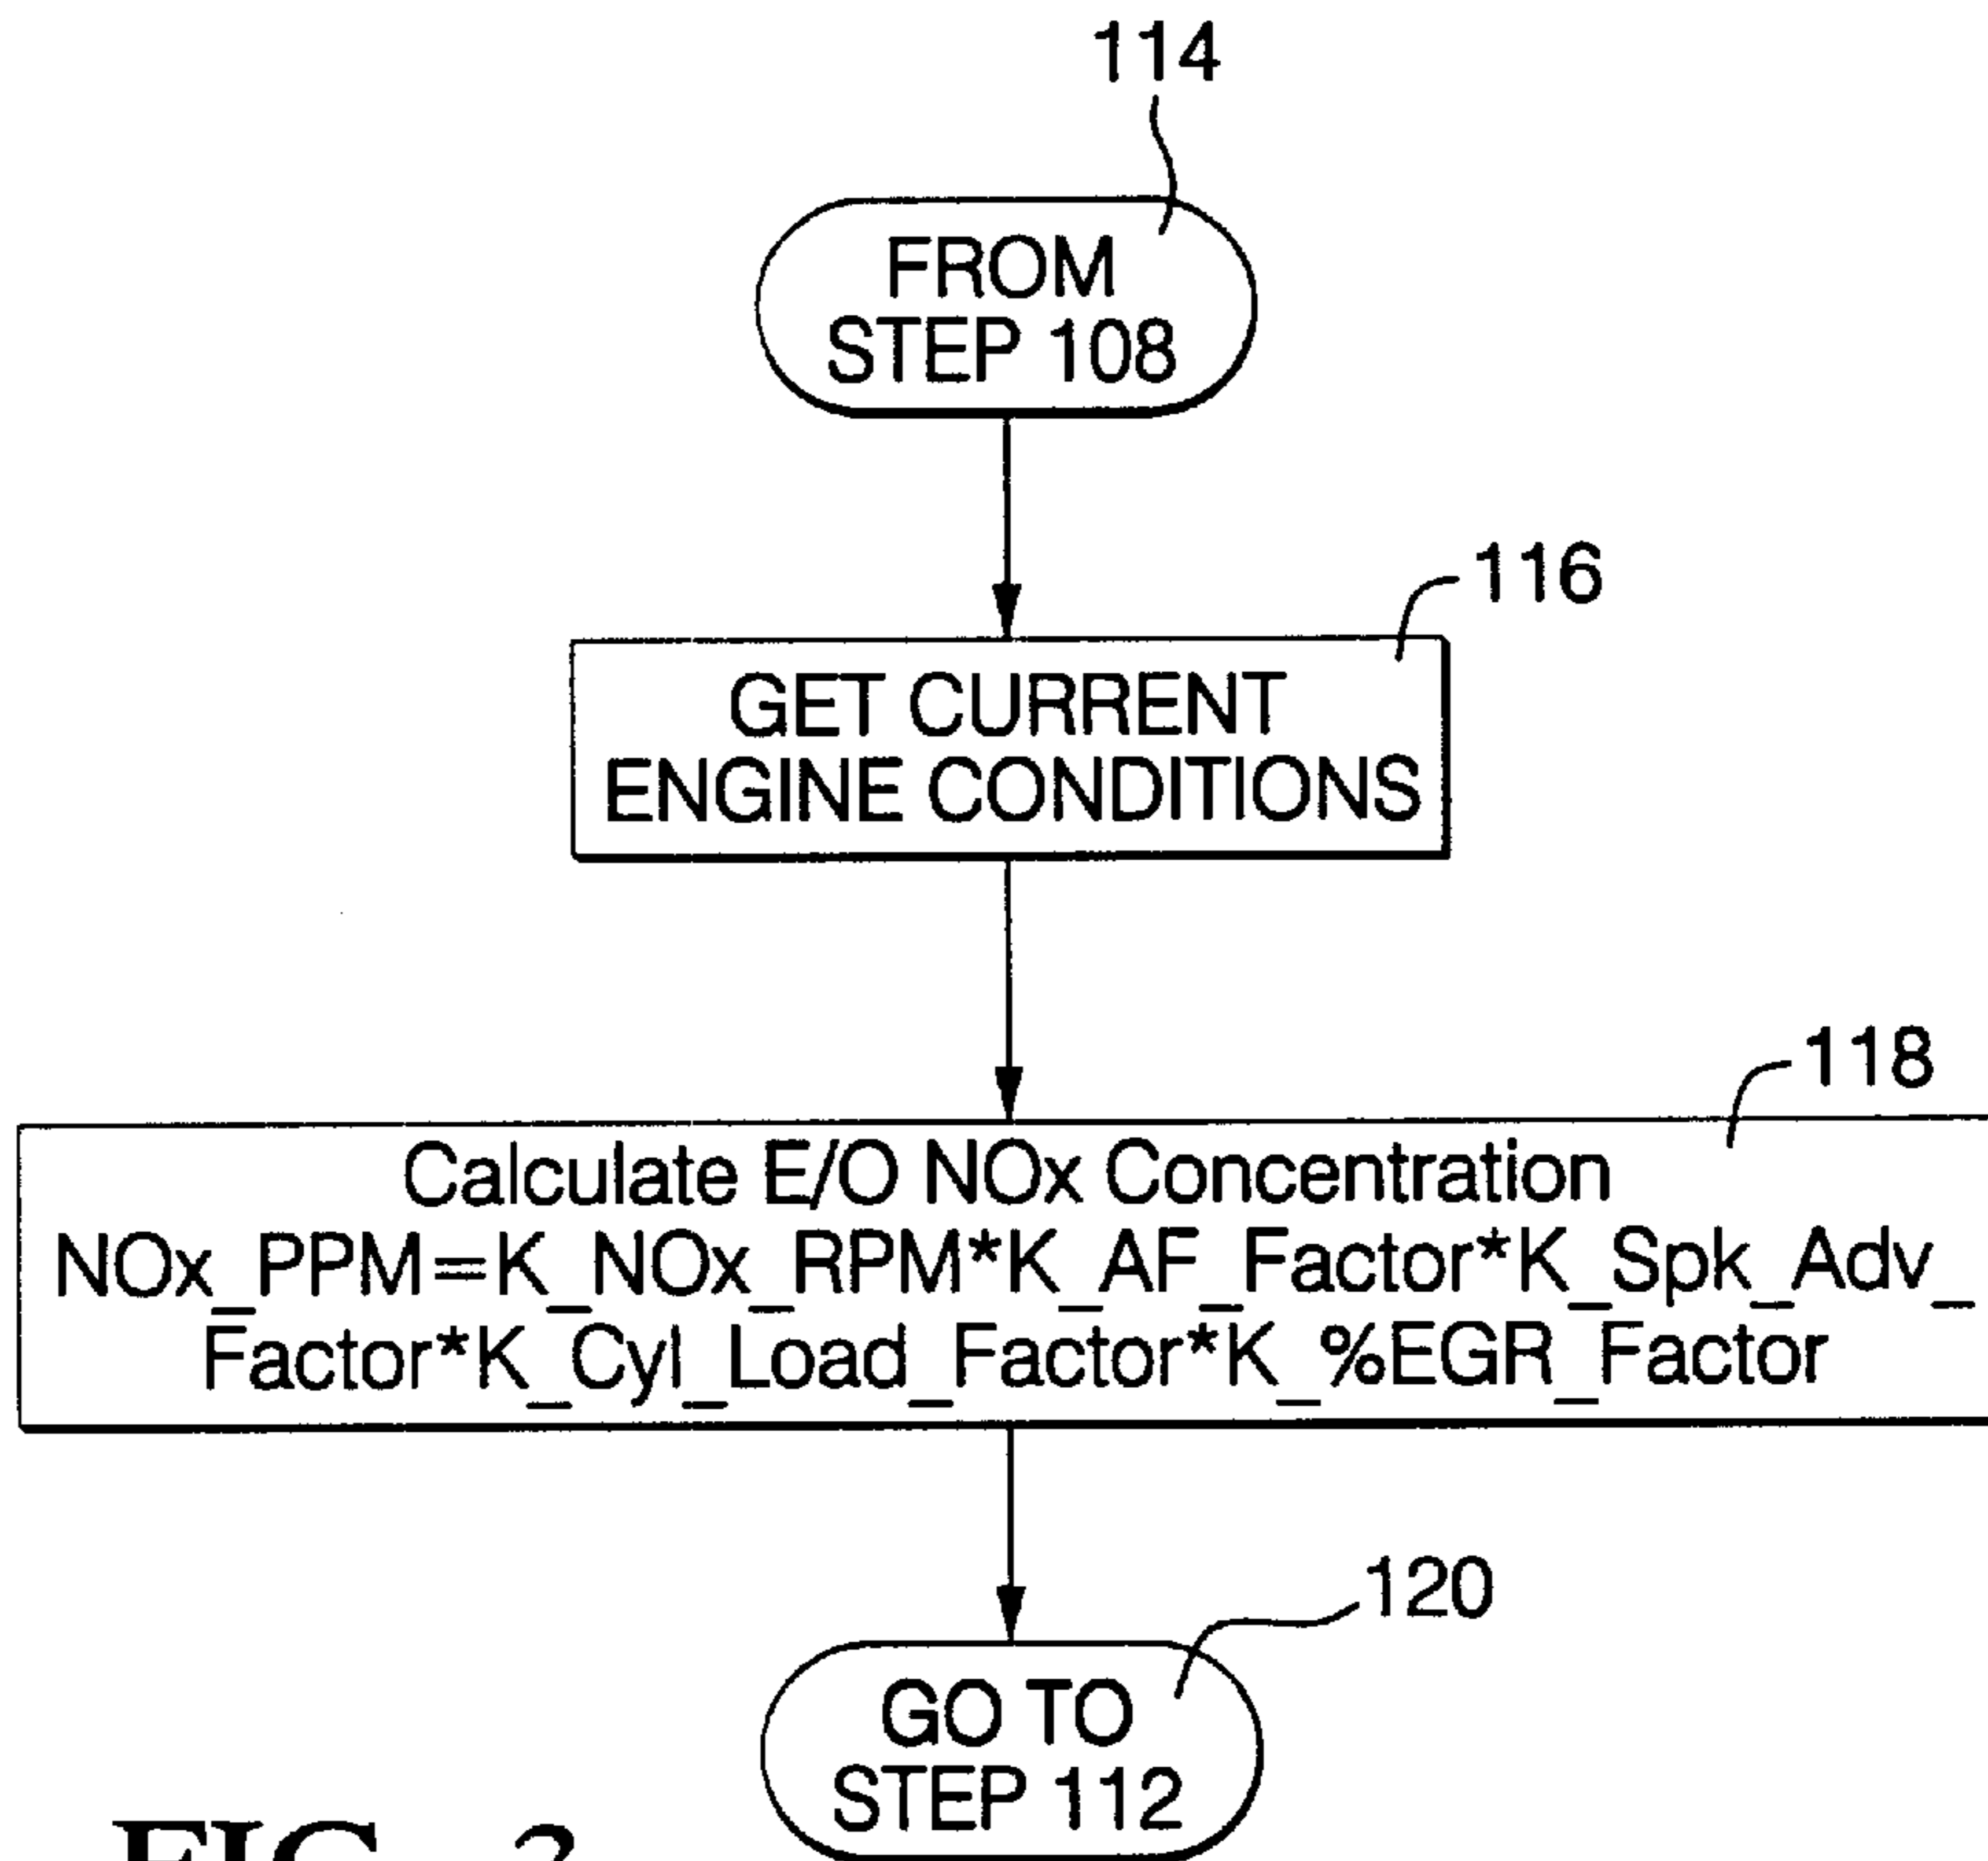 114
FROM
STEP 108
116
GET CURRENT
ENGINE CONDITIONS
118
Calculate E/O NOx Concentration
NOx_PPM=K_NOx_RPM*K_AF_Factor*K_Spk_Adv_
Factor*K_Cyl_Load_Factor*K_%EGR_Factor
120
GO TO
STEP 112
FIG.